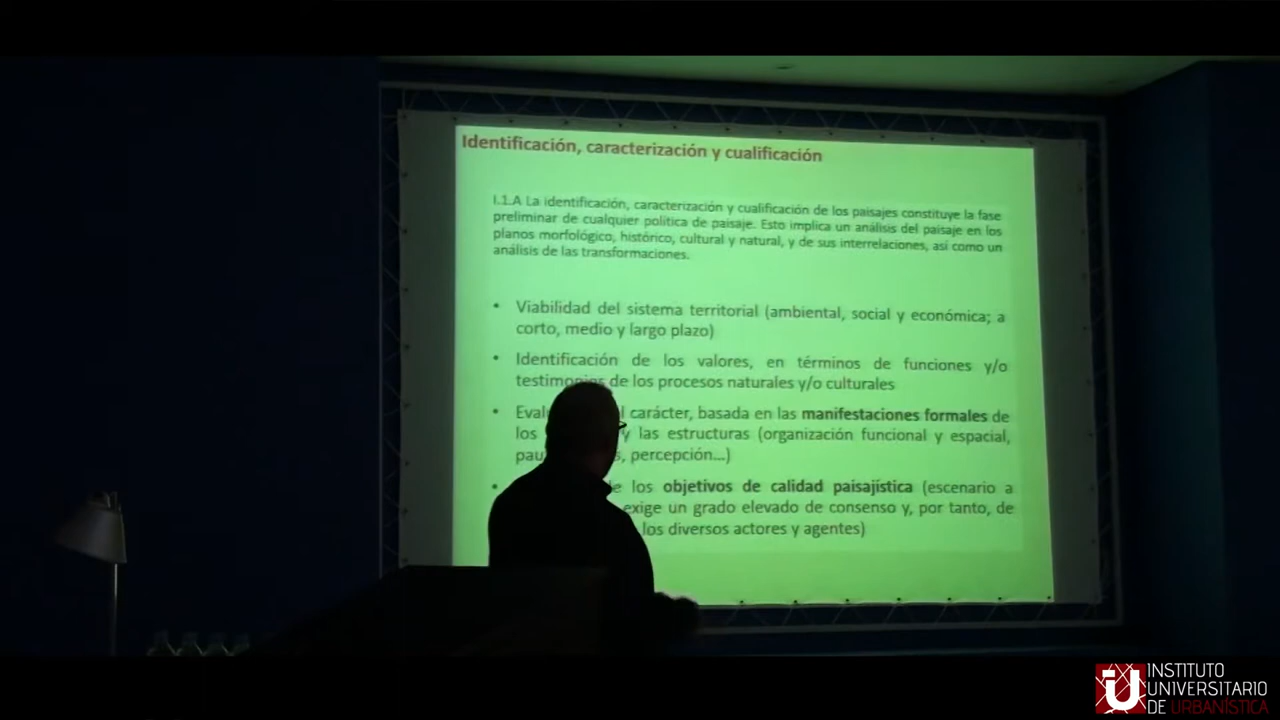 Identificación, caracterización y cualificación
I.1.A La identificación, caracterización y cualificación de los paisajes constituye la fase
preliminar de cualquier política de paisaje. Esto implica un análisis del paisaje en los
planos morfológico, histórico, cultural y natural, y de sus interrelaciones, así como un
análisis de las transformaciones.
• Viabilidad del sistema territorial (ambiental, social y económica; a
corto, medio y largo plazo)
• Identificación de los valores, en términos de funciones y/o
testimonios de los procesos naturales y/o culturales
• carácter, basada en las manifestaciones formales de
los y las estructuras (organización funcional y espacial,
percepción...)
• los objetivos de calidad paisajística (escenario a
exige un grado elevado de consenso y, por tanto, de
los diversos actores y agentes)
iU INSTITUTO
UNIVERSITARIO
DE URBANÍSTICA